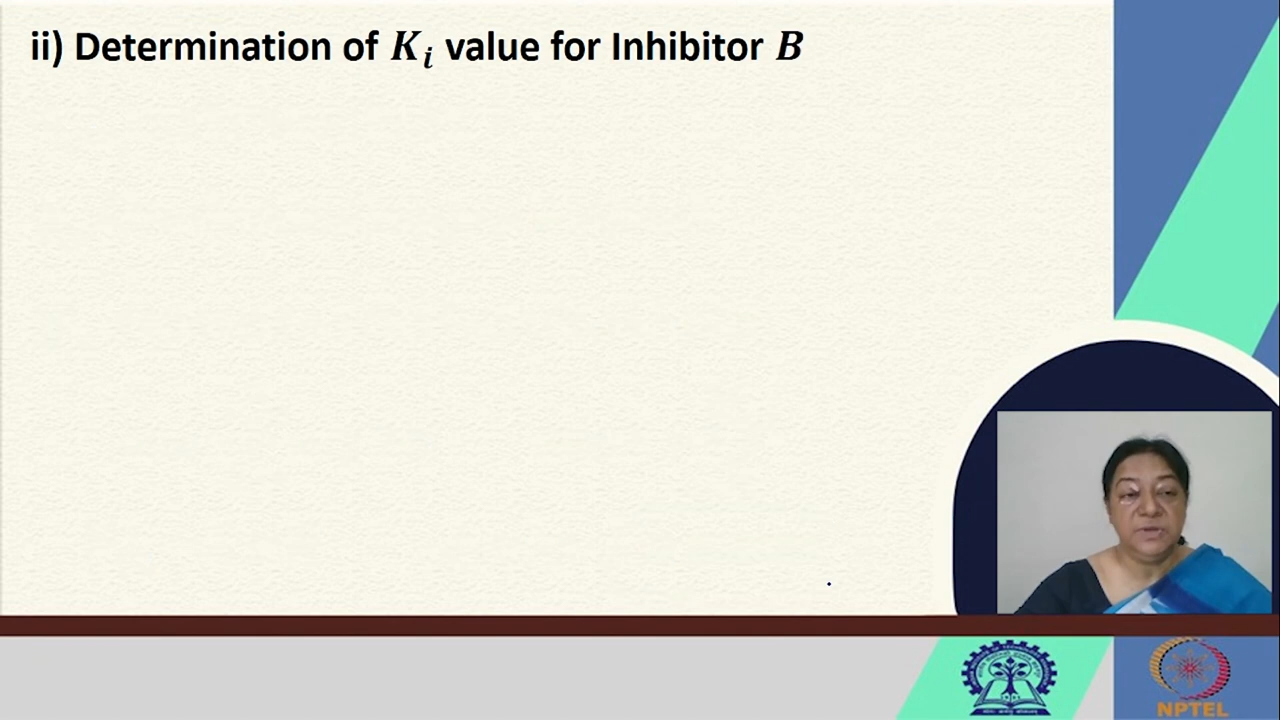 ii) Determination of 𝑲ᵢ value for Inhibitor 𝑩
NPTEL